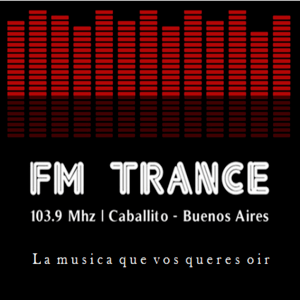 FM TRANCE
103.9 Mhz | Caballito - Buenos Aires
La musica que vos queres oir